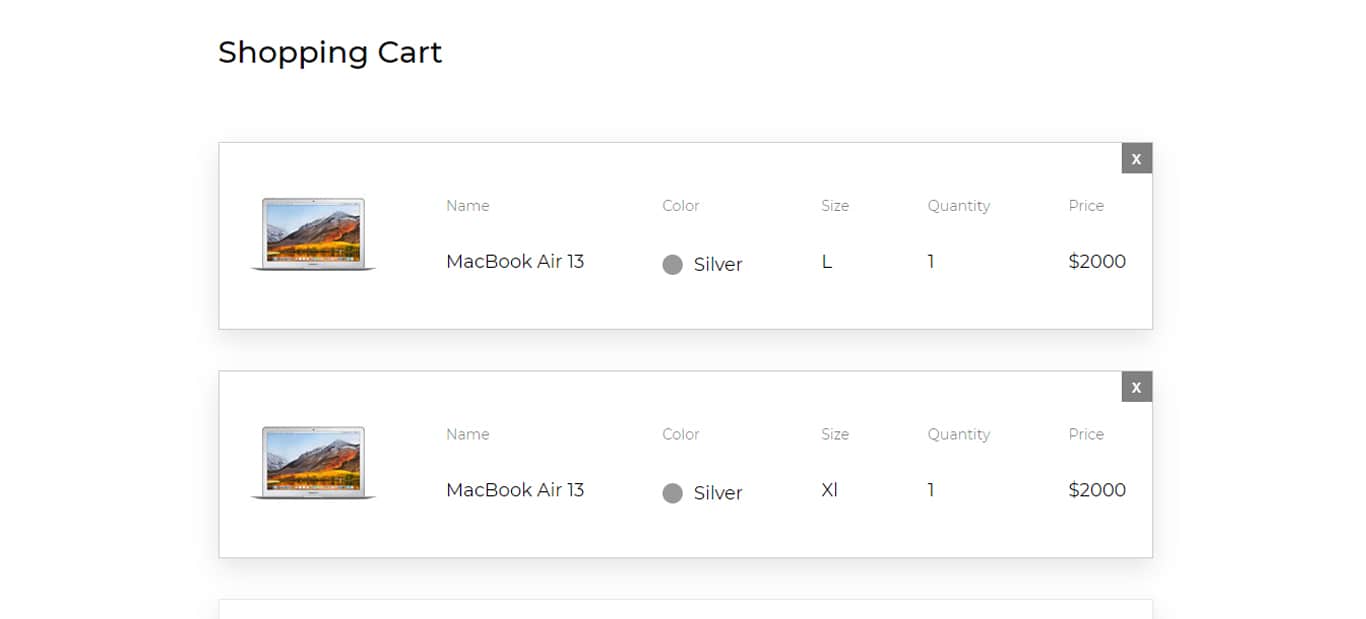 Shopping Cart
X
Name Color Size Quantity Price
MacBook Air 13 Silver L 1 $2000
X
Name Color Size Quantity Price
MacBook Air 13 Silver Xl 1 $2000